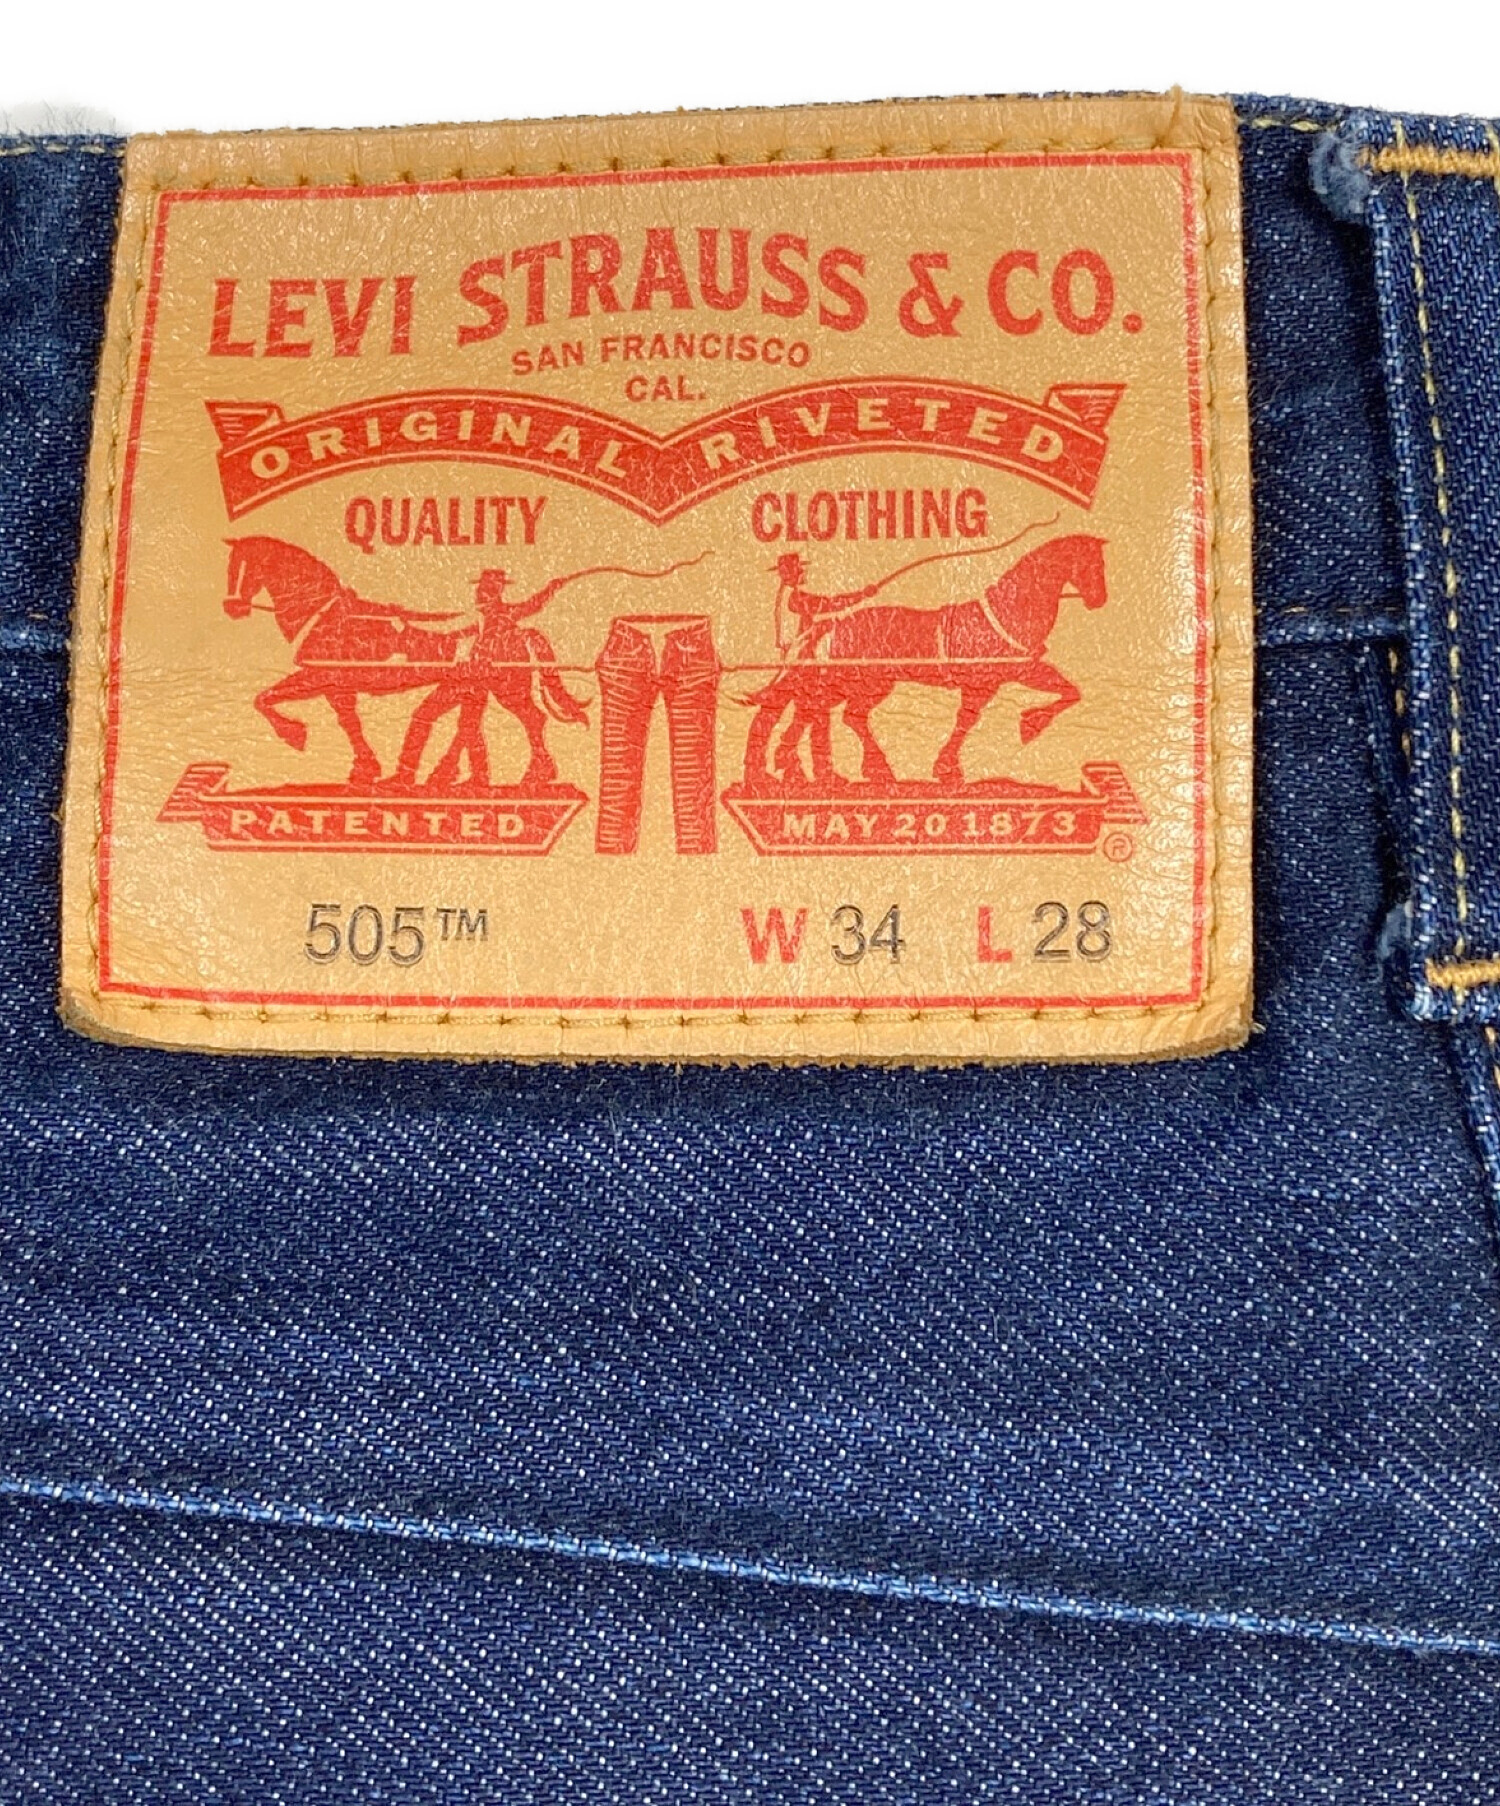 LEVI STRAUSS & CO.
SAN FRANCISCO
CAL.
ORIGINAL RIVETED
QUALITY CLOTHING
PATENTED MAY 20 1873 ®
505™ W 34 L 28